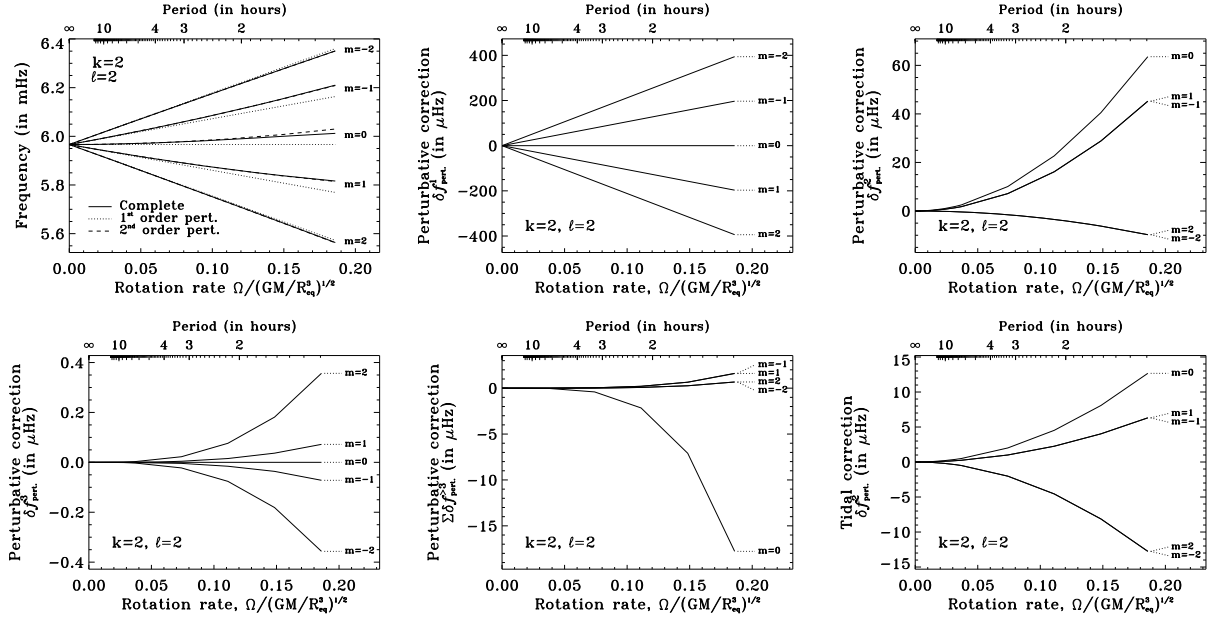 Period (in hours)
∞ 10 4 3 2
Frequency (in mHz)
6.4
6.2
6.0
5.8
5.6
k=2
ℓ=2
m=-2
m=-1
m=0
m=1
m=2
Complete
1st order pert.
2nd order pert.
0.00 0.05 0.10 0.15 0.20
Rotation rate Ω/(GM/R³eq)^1/2
Period (in hours)
∞ 10 4 3 2
Perturbative correction
δf¹pert. (in μHz)
400
200
0
-200
-400
m=-2
m=-1
m=0
m=1
m=2
k=2, ℓ=2
0.00 0.05 0.10 0.15 0.20
Rotation rate, Ω/(GM/R³eq)^1/2
Period (in hours)
∞ 10 4 3 2
Perturbative correction
δf²pert. (in μHz)
60
40
20
0
m=0
m=1
m=-1
m=2
m=-2
k=2, ℓ=2
0.00 0.05 0.10 0.15 0.20
Rotation rate, Ω/(GM/R³eq)^1/2
Period (in hours)
∞ 10 4 3 2
Perturbative correction
δf³pert. (in μHz)
0.4
0.2
0.0
-0.2
-0.4
m=2
m=1
m=0
m=-1
m=-2
k=2, ℓ=2
0.00 0.05 0.10 0.15 0.20
Rotation rate, Ω/(GM/R³eq)^1/2
Period (in hours)
∞ 10 4 3 2
Perturbative correction
Σδf^>3pert. (in μHz)
0
-5
-10
-15
m=-1
m=1
m=2
m=-2
m=0
k=2, ℓ=2
0.00 0.05 0.10 0.15 0.20
Rotation rate, Ω/(GM/R³eq)^1/2
Period (in hours)
∞ 10 4 3 2
Tidal correction
δf²pert. (in μHz)
15
10
5
0
-5
-10
-15
m=0
m=1
m=-1
m=2
m=-2
k=2, ℓ=2
0.00 0.05 0.10 0.15 0.20
Rotation rate, Ω/(GM/R³eq)^1/2